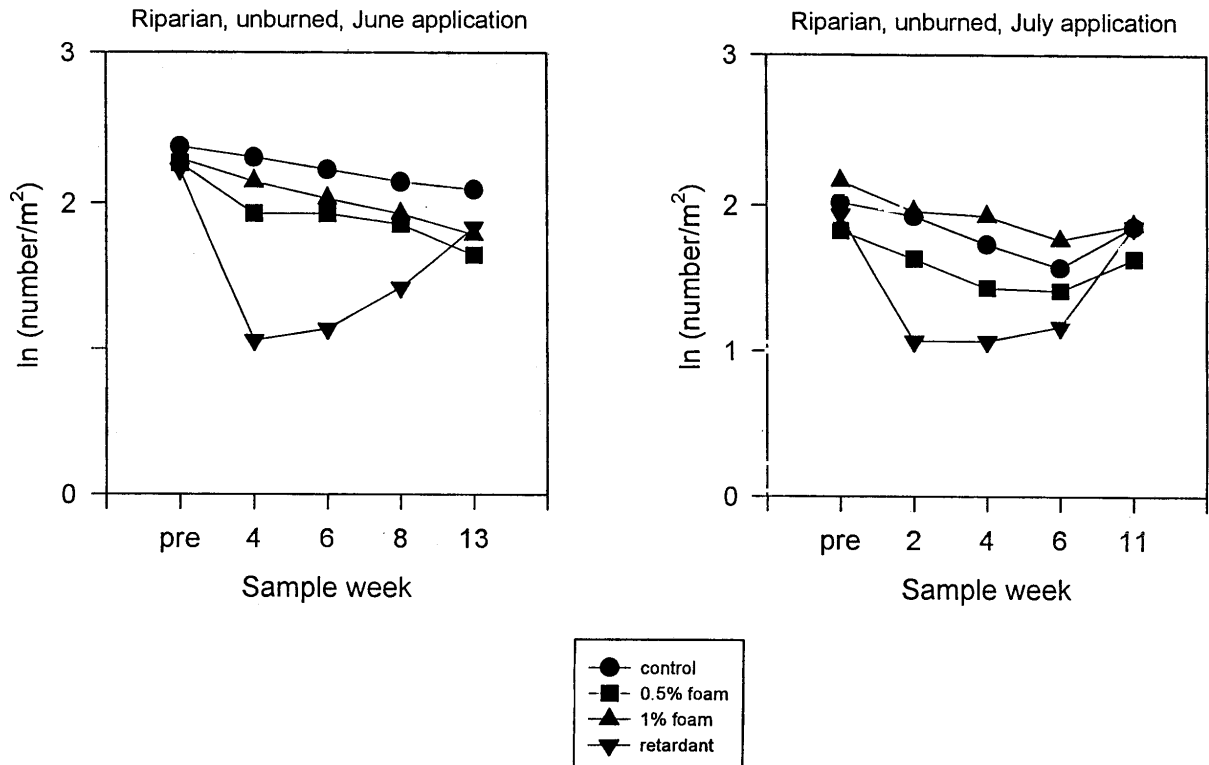 Riparian, unburned, June application
3
2
0
ln (number/m²)
pre 4 6 8 13
Sample week
Riparian, unburned, July application
3
2
1
0
ln (number/m²)
pre 2 4 6 11
Sample week
control
0.5% foam
1% foam
retardant